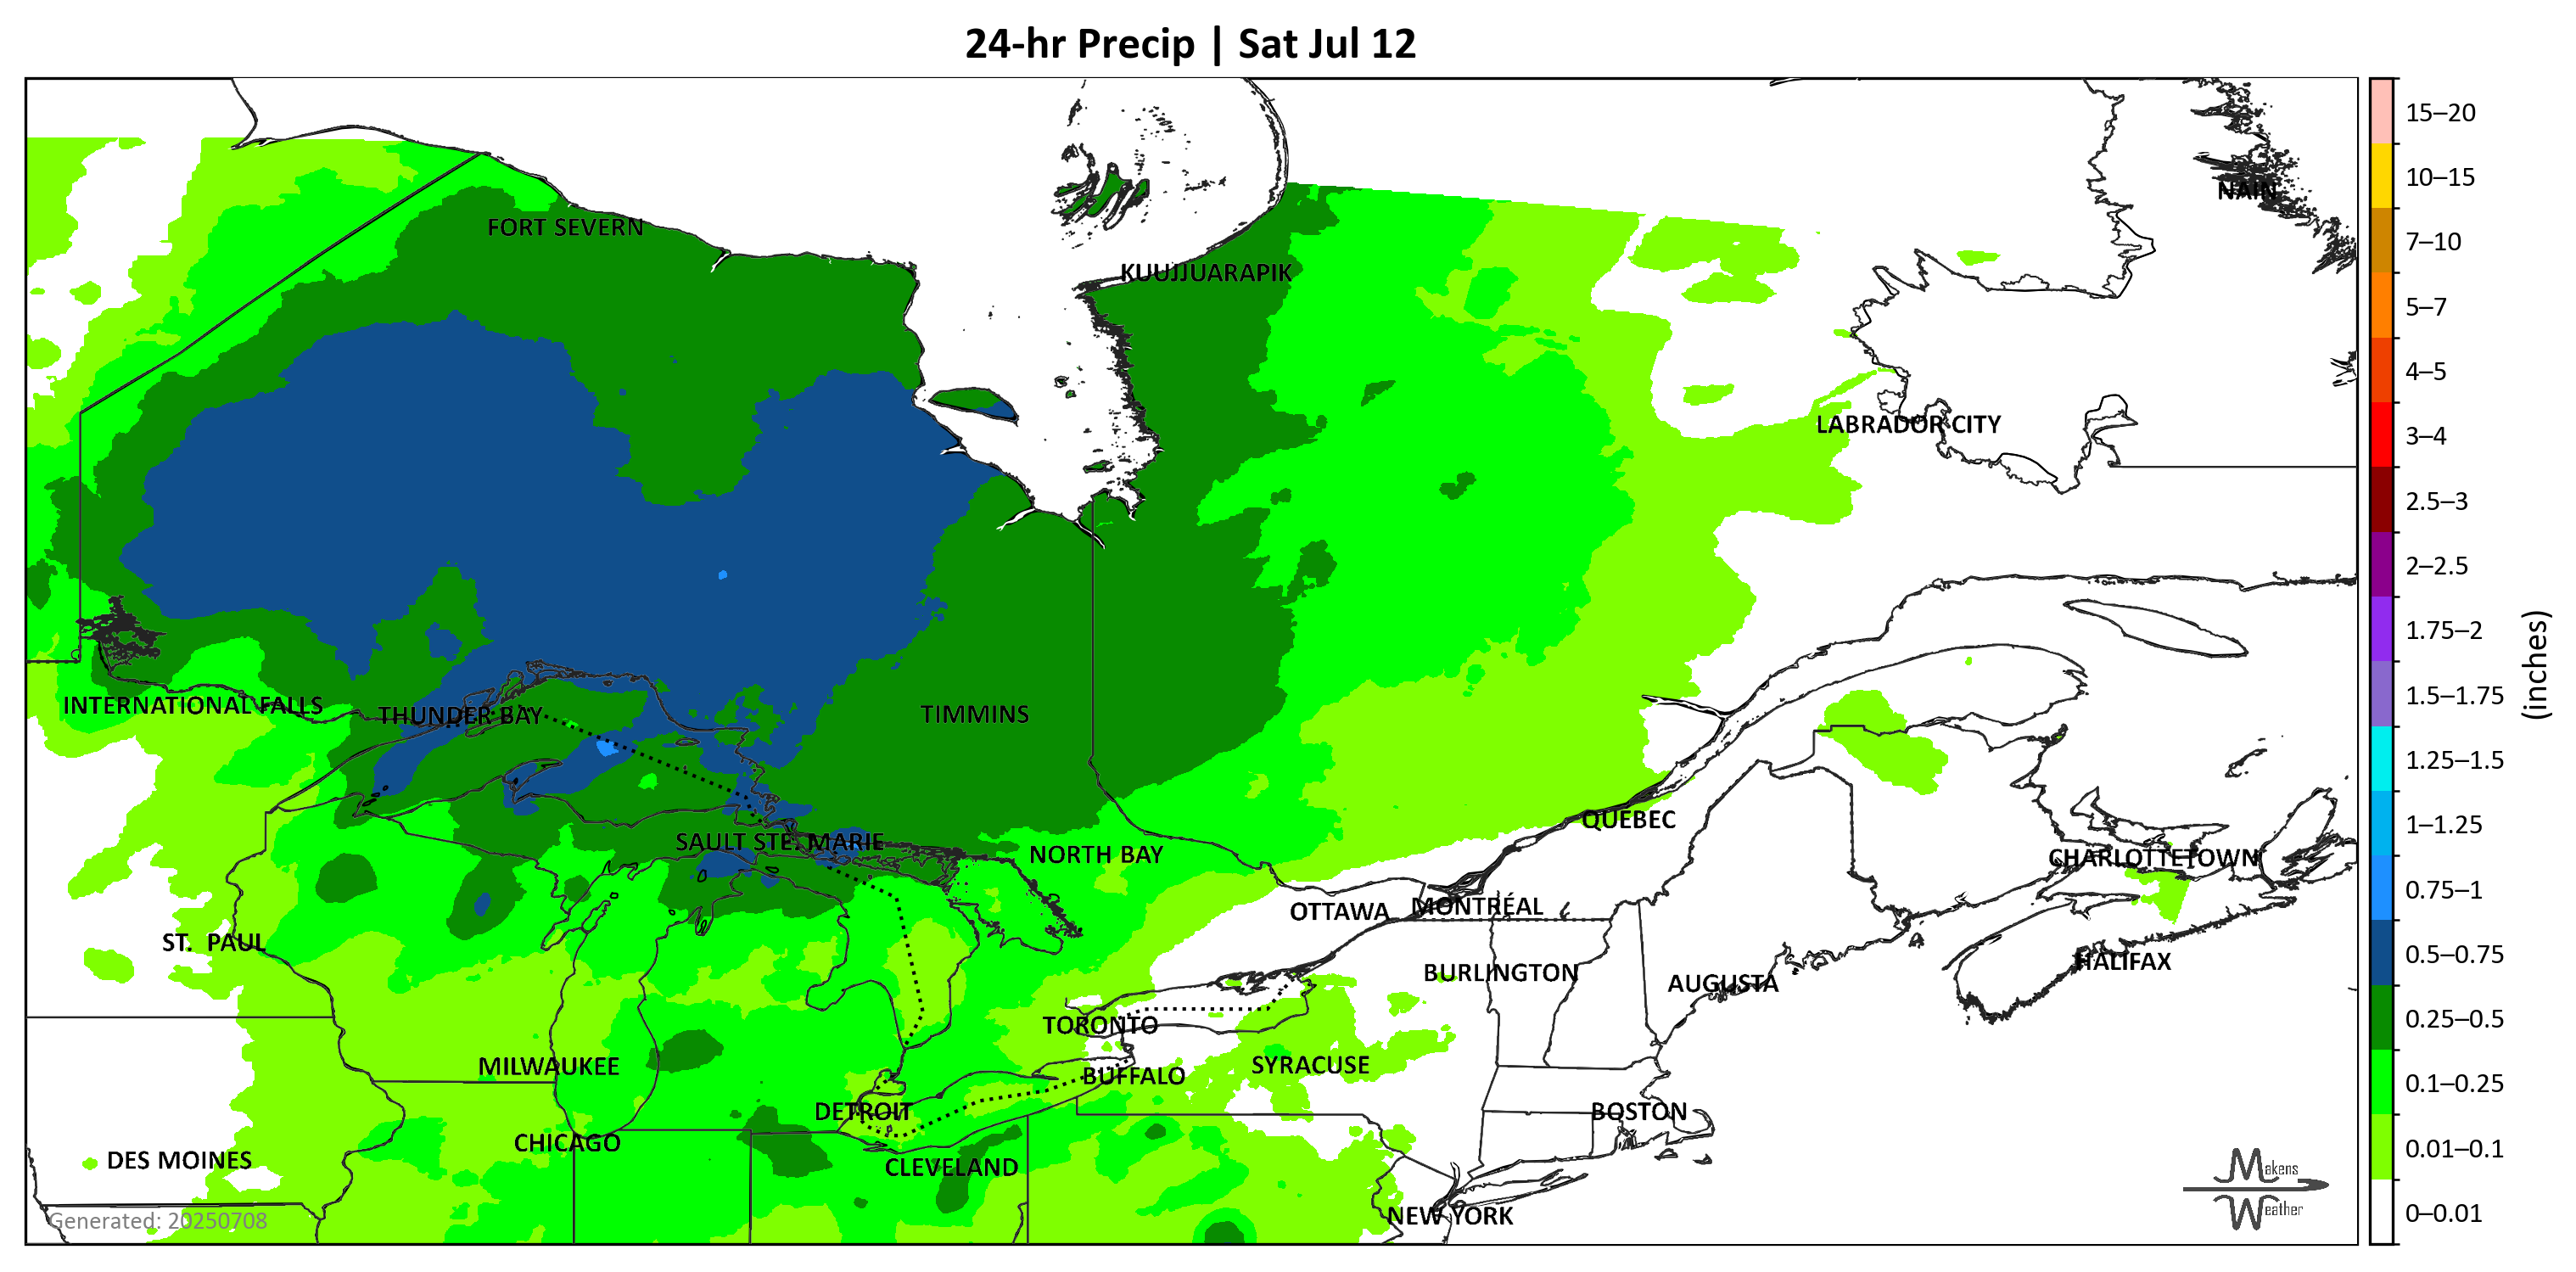 24-hr Precip | Sat Jul 12
NAIN
FORT SEVERN
KUUJJUARAPIK
LABRADOR CITY
INTERNATIONAL FALLS
THUNDER BAY
TIMMINS
QUEBEC
SAULT STE. MARIE
NORTH BAY
CHARLOTTETOWN
OTTAWA
MONTRÉAL
ST. PAUL
HALIFAX
BURLINGTON
AUGUSTA
TORONTO
MILWAUKEE
SYRACUSE
BUFFALO
DETROIT
BOSTON
CHICAGO
DES MOINES
CLEVELAND
NEW YORK
Generated: 20250708
Makens
Weather
15–20
10–15
7–10
5–7
4–5
3–4
2.5–3
2–2.5
1.75–2
1.5–1.75
1.25–1.5
1–1.25
0.75–1
0.5–0.75
0.25–0.5
0.1–0.25
0.01–0.1
0–0.01
(inches)